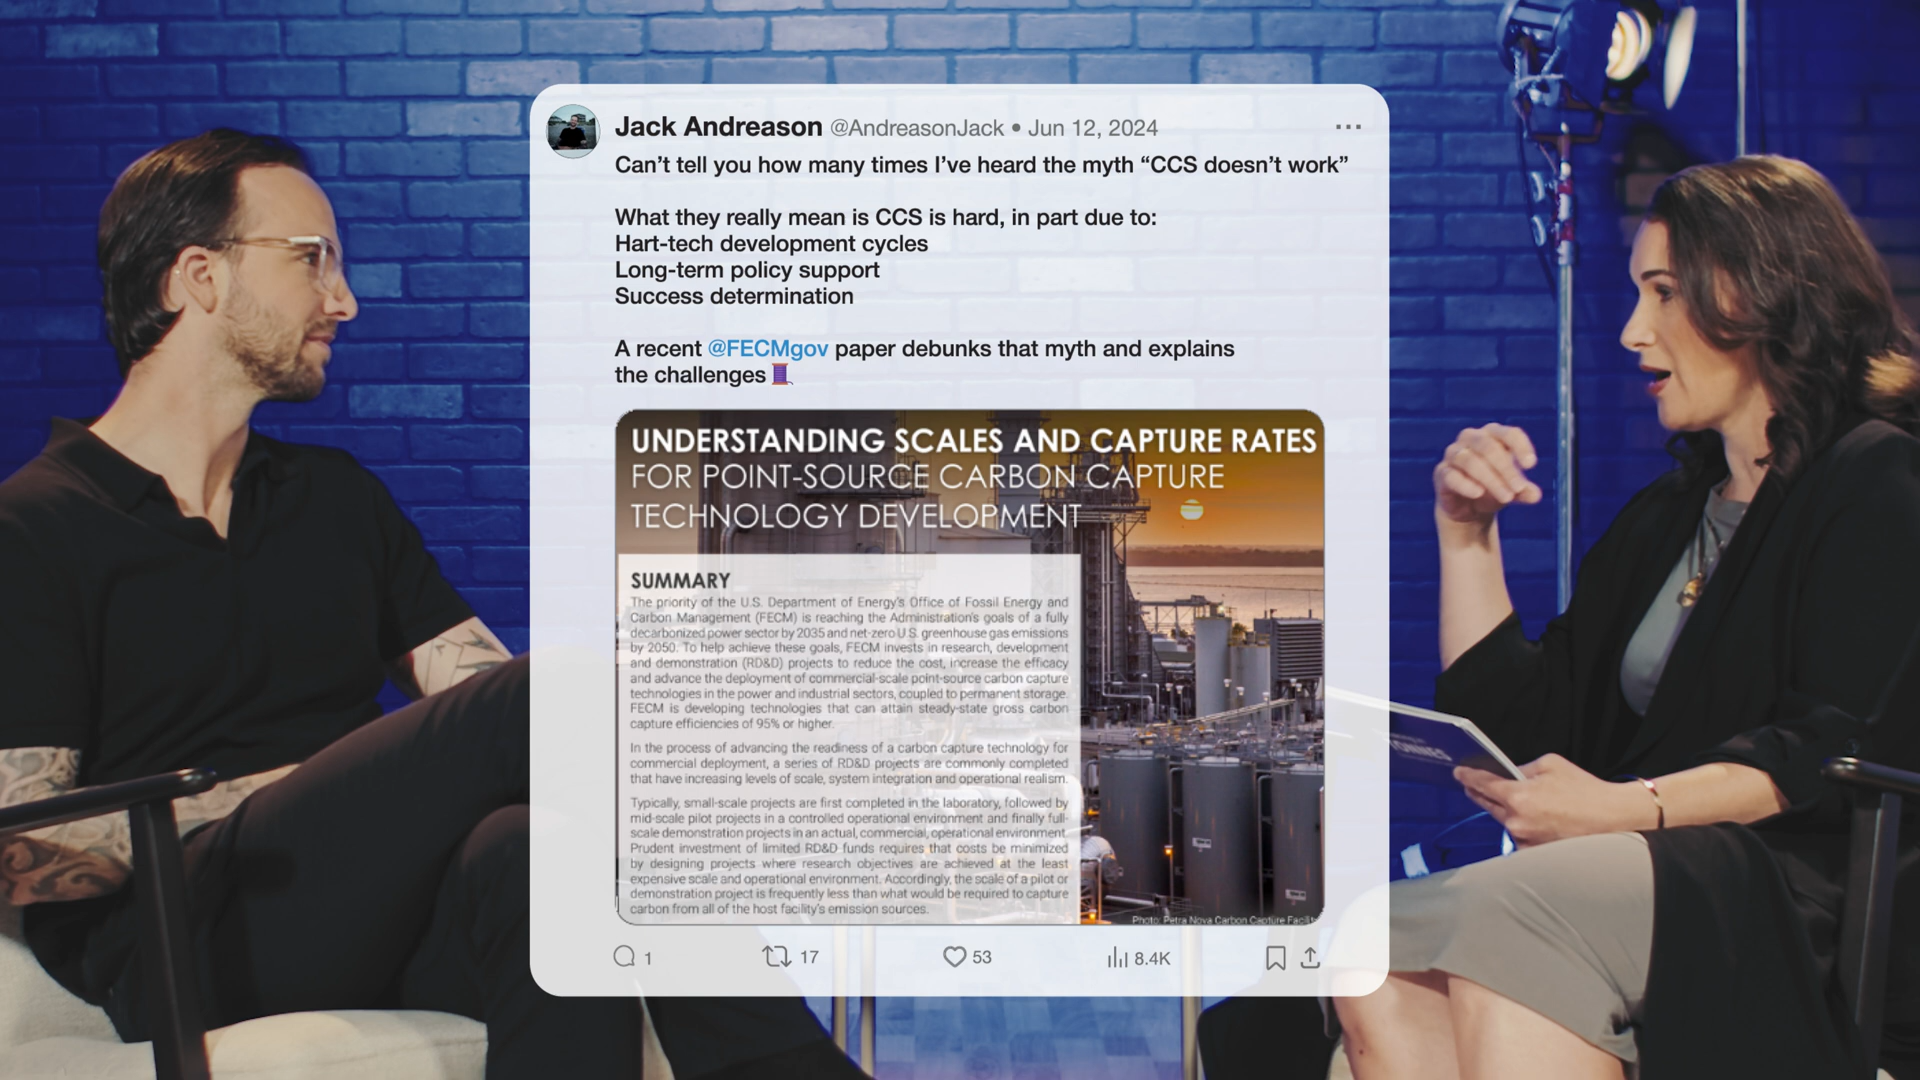 Jack Andreason @AndreasonJack • Jun 12, 2024
Can’t tell you how many times I’ve heard the myth “CCS doesn’t work”
What they really mean is CCS is hard, in part due to:
Hart-tech development cycles
Long-term policy support
Success determination
A recent @FECMgov paper debunks that myth and explains
the challenges
UNDERSTANDING SCALES AND CAPTURE RATES
FOR POINT-SOURCE CARBON CAPTURE
TECHNOLOGY DEVELOPMENT
SUMMARY
The priority of the U.S. Department of Energy's Office of Fossil Energy and
Carbon Management (FECM) is reaching the Administration's goals of a fully
decarbonized power sector by 2035 and net-zero U.S. greenhouse gas emissions
by 2050. To help achieve these goals, FECM invests in research, development
and demonstration (RD&D) projects to reduce the cost, increase the efficacy
and advance the deployment of commercial-scale point-source carbon capture
technologies in the power and industrial sectors, coupled to permanent storage.
FECM is developing technologies that can attain steady-state gross carbon
capture efficiencies of 95% or higher.
In the process of advancing the readiness of a carbon capture technology for
commercial deployment, a series of RD&D projects are commonly completed
that have increasing levels of scale, system integration and operational realism.
Typically, small-scale projects are first completed in the laboratory, followed by
mid-scale pilot projects in a controlled operational environment and finally full-
scale demonstration projects in an actual, commercial, operational environment.
Prudent investment of limited RD&D funds requires that costs be minimized
by designing projects where research objectives are achieved at the least
expensive scale and operational environment. Accordingly, the scale of a pilot or
demonstration project is frequently less than what would be required to capture
carbon from all of the host facility's emission sources.
Photo: Petra Nova Carbon Capture Facility
1 17 53 8.4K